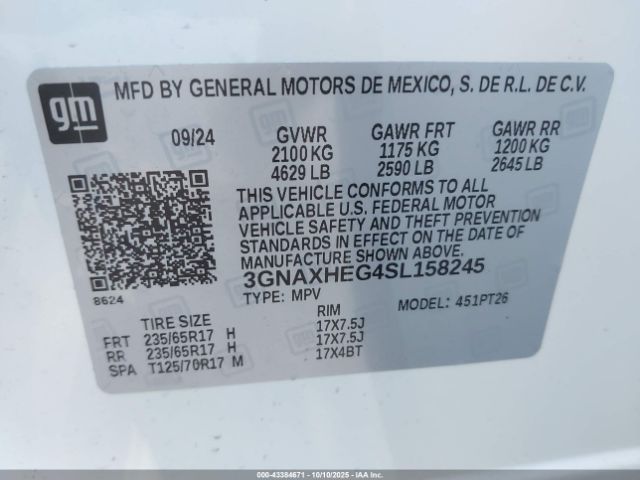 gm
MFD BY GENERAL MOTORS DE MEXICO, S. DE R.L. DE C.V.
09/24 GVWR GAWR FRT GAWR RR
2100 KG 1175 KG 1200 KG
4629 LB 2590 LB 2645 LB
THIS VEHICLE CONFORMS TO ALL
APPLICABLE U.S. FEDERAL MOTOR
VEHICLE SAFETY AND THEFT PREVENTION
STANDARDS IN EFFECT ON THE DATE OF
MANUFACTURE SHOWN ABOVE.
3GNAXHEG4SL158245
8624
TYPE: MPV MODEL: 451PT26
TIRE SIZE RIM
FRT 235/65R17 H 17X7.5J
RR 235/65R17 H 17X7.5J
SPA T125/70R17 M 17X4BT
000-43384671 - 10/10/2025 - Copyright © 2025 IAA, Inc.